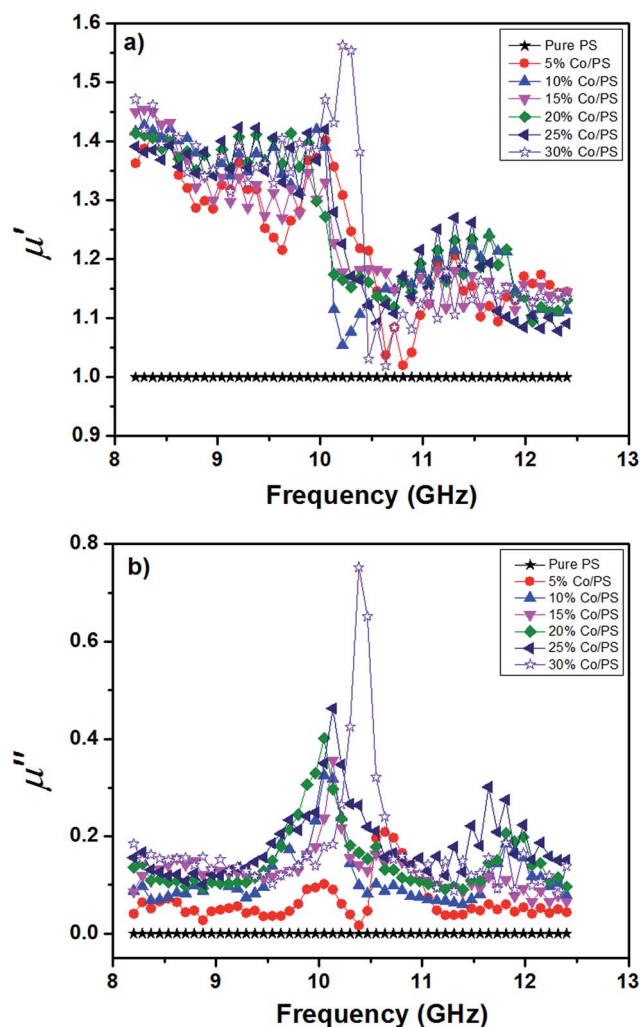 a)
Pure PS
5% Co/PS
10% Co/PS
15% Co/PS
20% Co/PS
25% Co/PS
30% Co/PS
1.6
1.5
1.4
1.3
1.2
1.1
1.0
0.9
μ'
8 9 10 11 12 13
Frequency (GHz)
b)
Pure PS
5% Co/PS
10% Co/PS
15% Co/PS
20% Co/PS
25% Co/PS
30% Co/PS
0.8
0.6
0.4
0.2
0.0
μ"
8 9 10 11 12 13
Frequency (GHz)